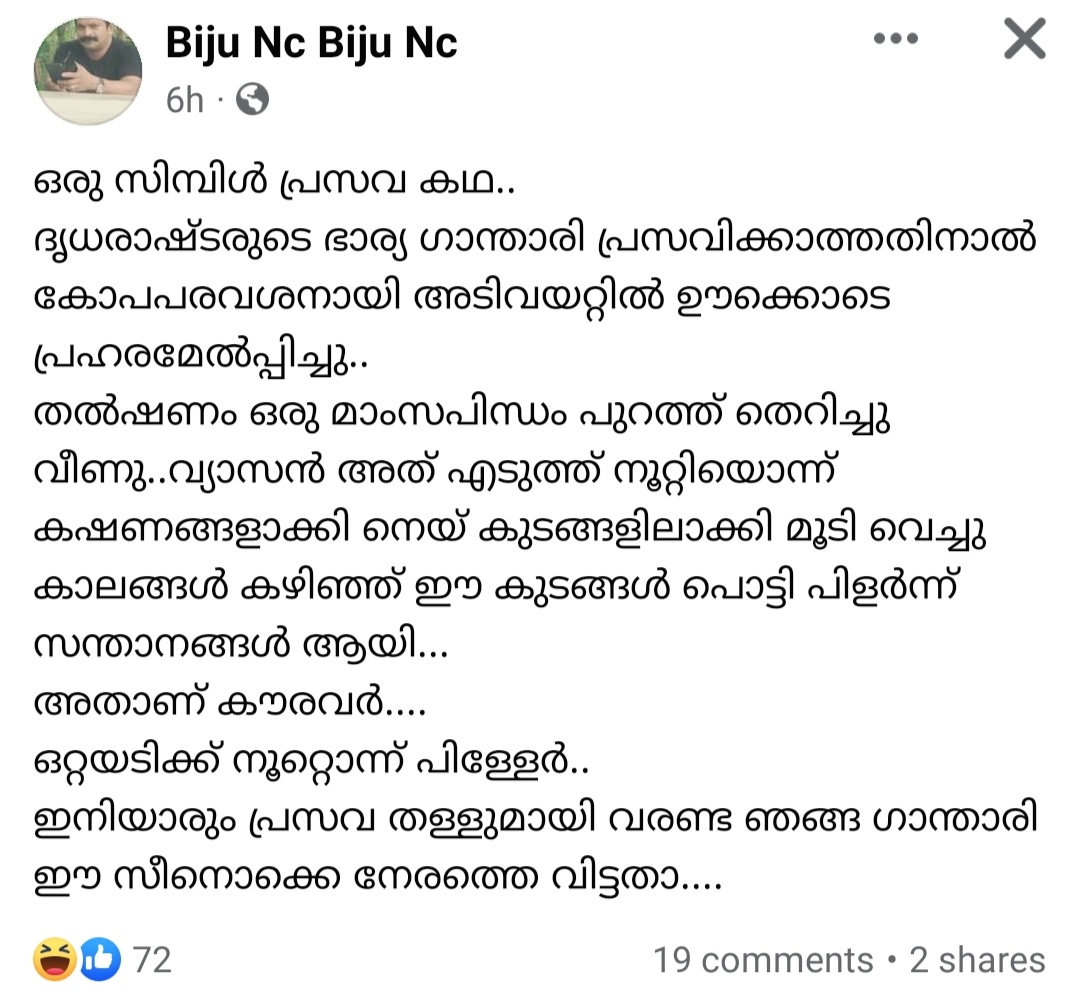 Biju Nc Biju Nc
6h ·
ഒരു സിമ്പിൾ പ്രസവ കഥ..
ദൃധരാഷ്ടരുടെ ഭാര്യ ഗാന്താരി പ്രസവിക്കാത്തതിനാൽ
കോപപരവശനായി അടിവയറ്റിൽ ഊക്കൊടെ
പ്രഹരമേൽപ്പിച്ചു..
തൽഷണം ഒരു മാംസപിന്ധം പുറത്ത് തെറിച്ചു
വീണു..വ്യാസൻ അത് എടുത്ത് നൂറ്റിയൊന്ന്
കഷണങ്ങളാക്കി നെയ് കുടങ്ങളിലാക്കി മൂടി വെച്ചു
കാലങ്ങൾ കഴിഞ്ഞ് ഈ കുടങ്ങൾ പൊട്ടി പിളർന്ന്
സന്താനങ്ങൾ ആയി...
അതാണ് കൗരവർ....
ഒറ്റയടിക്ക് നൂറ്റൊന്ന് പിള്ളേർ..
ഇനിയാരും പ്രസവ തള്ളുമായി വരണ്ട ഞങ്ങ ഗാന്താരി
ഈ സീനൊക്കെ നേരത്തെ വിട്ടതാ....
72
19 comments • 2 shares